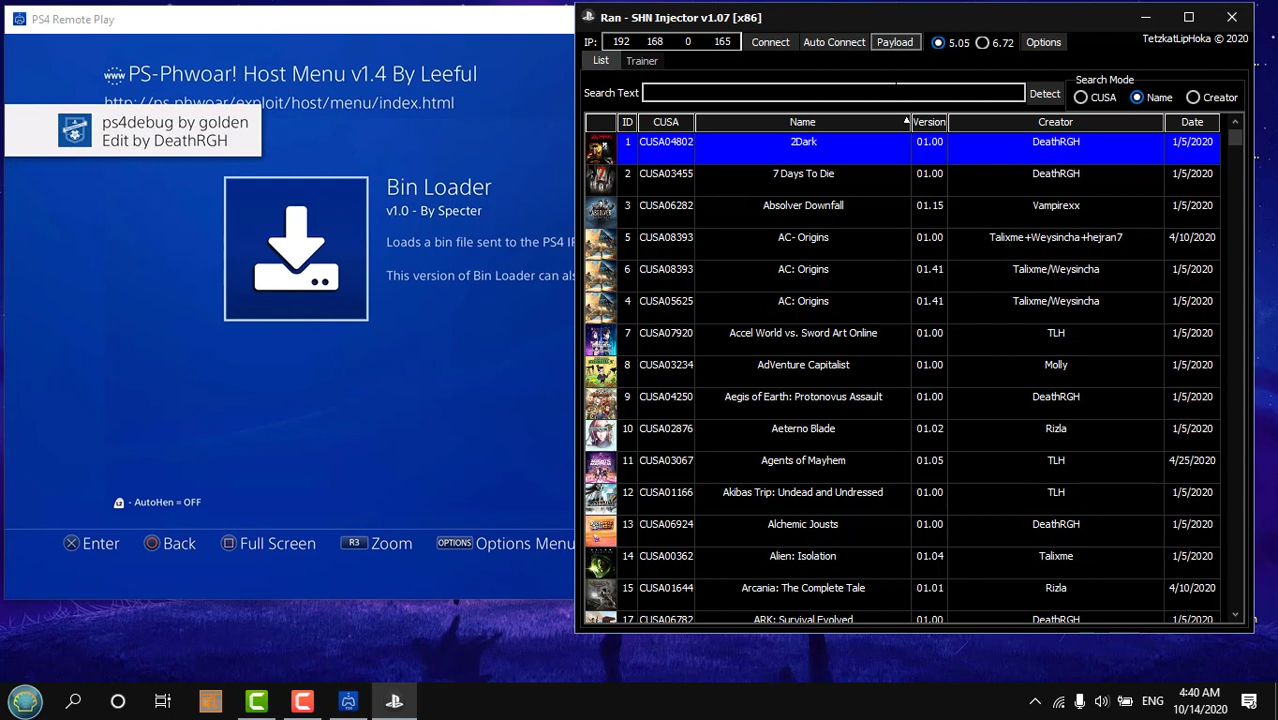 PS4 Remote Play
PS-Phwoar! Host Menu v1.4 By Leeful
http://ps-phwoar/exploit/host/menu/index.html
ps4debug by golden
Edit by DeathRGH
Bin Loader
v1.0 - By Specter
Loads a bin file sent to the PS4 I
This version of Bin Loader can al
L2 - AutoHen = OFF
Enter
Back
Full Screen
R3 Zoom
OPTIONS Options Menu
Ran - SHN Injector v1.07 [x86]
IP: 192 168 0 165 Connect Auto Connect Payload 5.05 6.72 Options TetzkatLipHoka © 2020
List Trainer
Search Text Detect Search Mode CUSA Name Creator
ID CUSA Name Version Creator Date
1 CUSA04802 2Dark 01.00 DeathRGH 1/5/2020
2 CUSA03455 7 Days To Die 01.00 DeathRGH 1/5/2020
3 CUSA06282 Absolver Downfall 01.15 Vampirexx 1/5/2020
5 CUSA08393 AC- Origins 01.00 Talixme+Weysincha+hejran7 4/10/2020
6 CUSA08393 AC: Origins 01.41 Talixme/Weysincha 1/5/2020
4 CUSA05625 AC: Origins 01.41 Talixme/Weysincha 1/5/2020
7 CUSA07920 Accel World vs. Sword Art Online 01.00 TLH 1/5/2020
8 CUSA03234 AdVenture Capitalist 01.00 Molly 1/5/2020
9 CUSA04250 Aegis of Earth: Protonovus Assault 01.00 DeathRGH 1/5/2020
10 CUSA02876 Aeterno Blade 01.02 Rizla 1/5/2020
11 CUSA03067 Agents of Mayhem 01.05 TLH 4/25/2020
12 CUSA01166 Akibas Trip: Undead and Undressed 01.00 TLH 1/5/2020
13 CUSA06924 Alchemic Jousts 01.00 DeathRGH 1/5/2020
14 CUSA00362 Alien: Isolation 01.04 Talixme 1/5/2020
15 CUSA01644 Arcania: The Complete Tale 01.01 Rizla 4/10/2020
17 CUSA06782 ARK: Survival Evolved 01.00 DeathRGH 1/5/2020
ENG
4:40 AM
10/14/2020